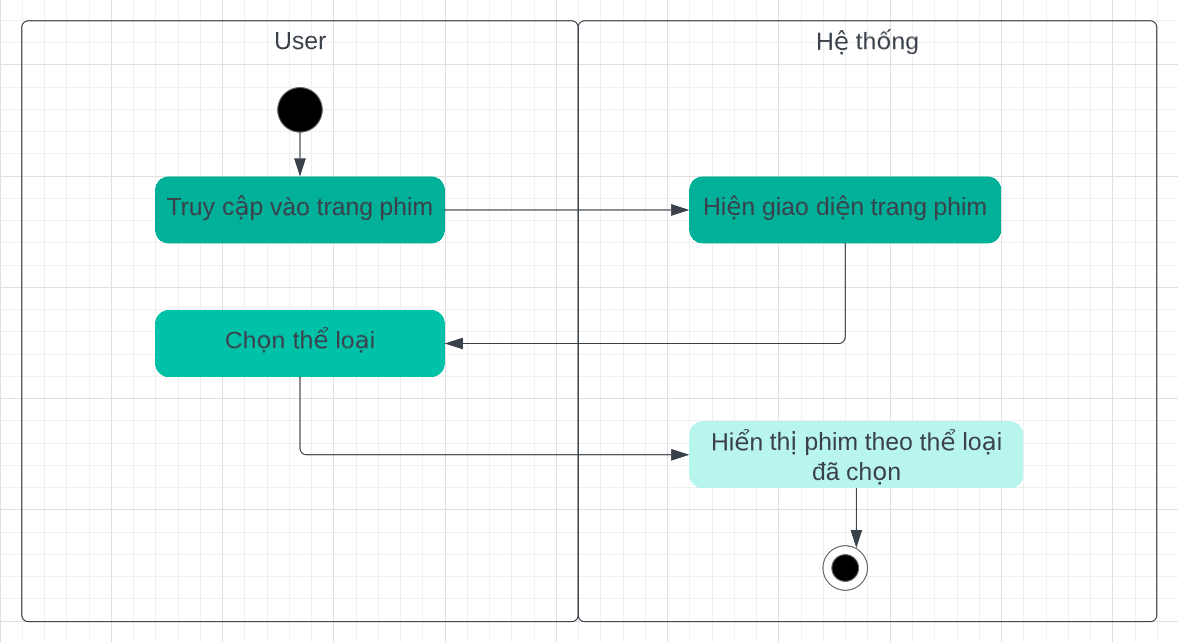 User
Hệ thống
Truy cập vào trang phim
Hiện giao diện trang phim
Chọn thể loại
Hiển thị phim theo thể loại
đã chọn